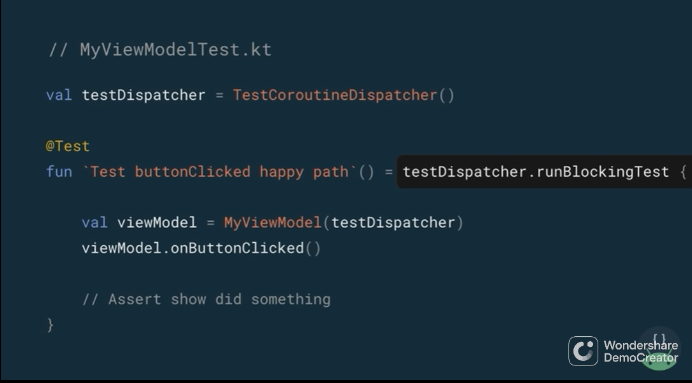 // MyViewModelTest.kt
val testDispatcher = TestCoroutineDispatcher()
@Test
fun `Test buttonClicked happy path`() = testDispatcher.runBlockingTest {
val viewModel = MyViewModel(testDispatcher)
viewModel.onButtonClicked()
// Assert show did something
}
{ }
Wondershare
DemoCreator